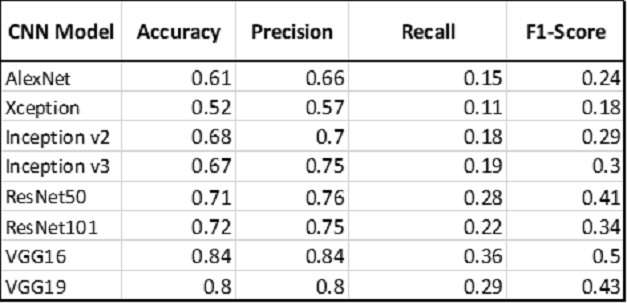 CNN Model Accuracy Precision Recall F1-Score
AlexNet 0.61 0.66 0.15 0.24
Xception 0.52 0.57 0.11 0.18
Inception v2 0.68 0.7 0.18 0.29
Inception v3 0.67 0.75 0.19 0.3
ResNet50 0.71 0.76 0.28 0.41
ResNet101 0.72 0.75 0.22 0.34
VGG16 0.84 0.84 0.36 0.5
VGG19 0.8 0.8 0.29 0.43